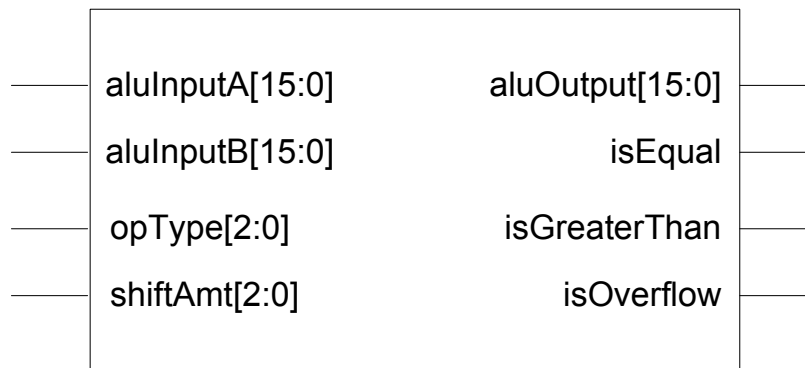 aluInputA[15:0] aluOutput[15:0]
aluInputB[15:0] isEqual
opType[2:0] isGreaterThan
shiftAmt[2:0] isOverflow